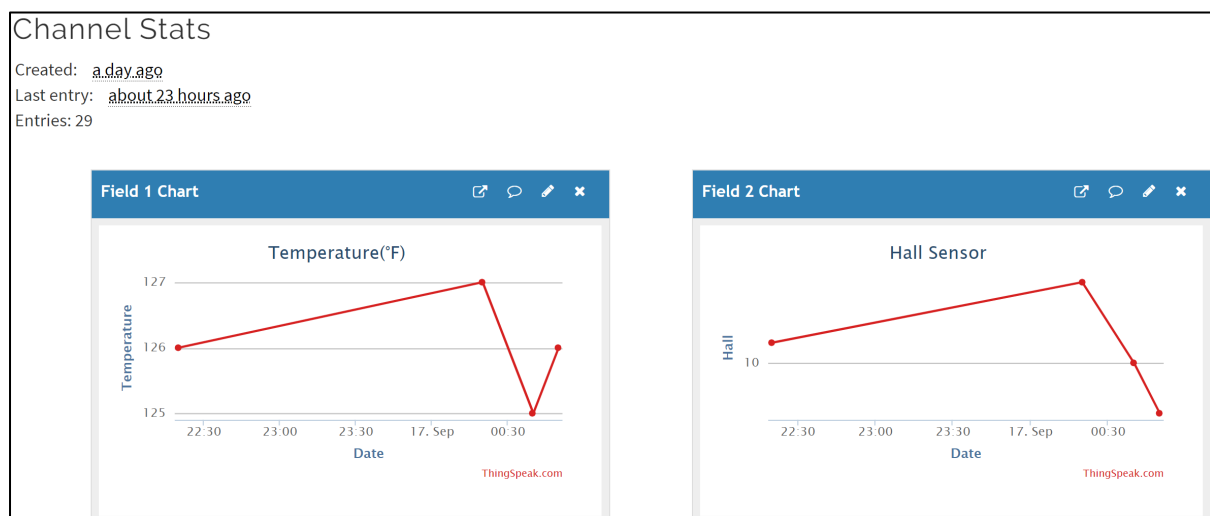 Channel Stats
Created: a day ago
Last entry: about 23 hours ago
Entries: 29
Field 1 Chart
Temperature(°F)
127
126
125
Temperature
22:30 23:00 23:30 17. Sep 00:30
Date
ThingSpeak.com
Field 2 Chart
Hall Sensor
Hall
10
22:30 23:00 23:30 17. Sep 00:30
Date
ThingSpeak.com